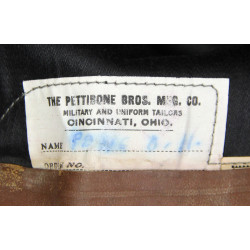 THE PETTIBONE BROS. MFG. CO.
MILITARY AND UNIFORM TAILORS
CINCINNATI, OHIO.
NAME
ORDER NO.